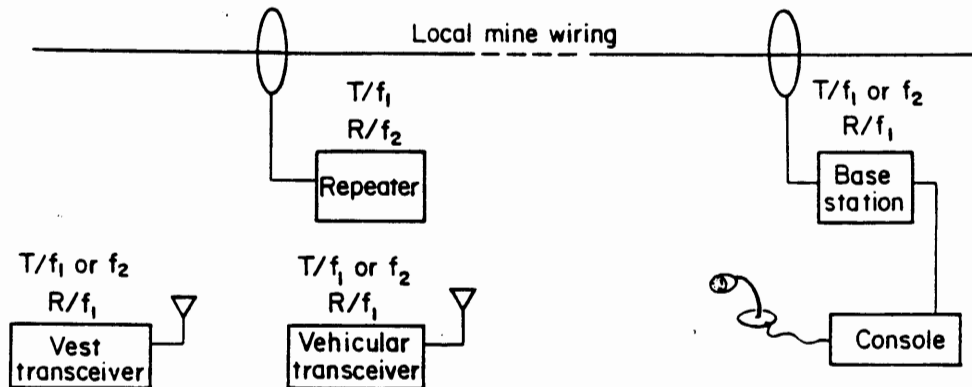 Local mine wiring
T/f₁
R/f₂
Repeater
T/f₁ or f₂
R/f₁
Base
station
T/f₁ or f₂
R/f₁
Vest
transceiver
T/f₁ or f₂
R/f₁
Vehicular
transceiver
Console